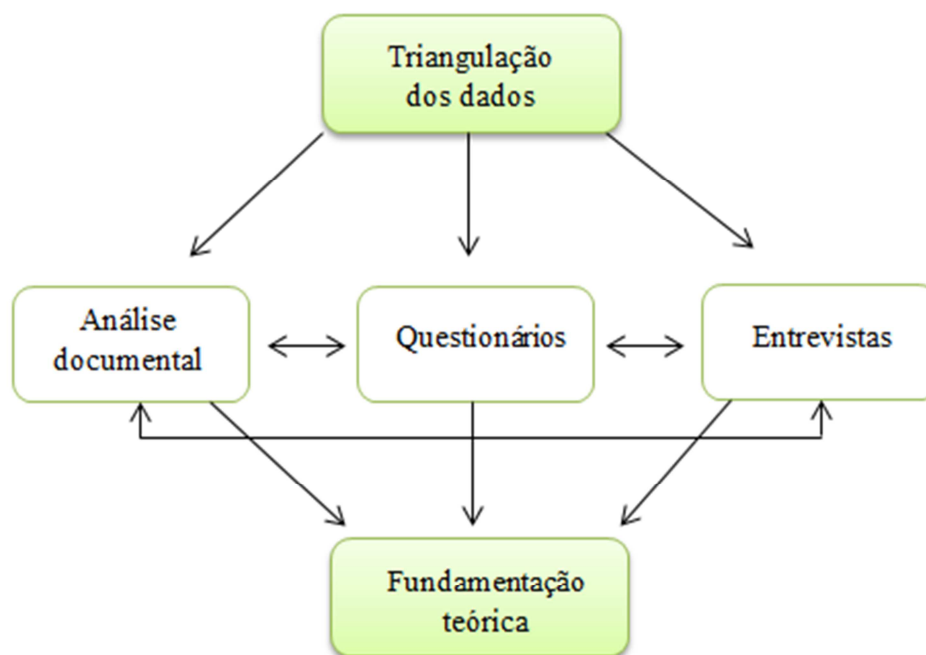 Triangulação
dos dados
Análise
documental
Questionários
Entrevistas
Fundamentação
teórica